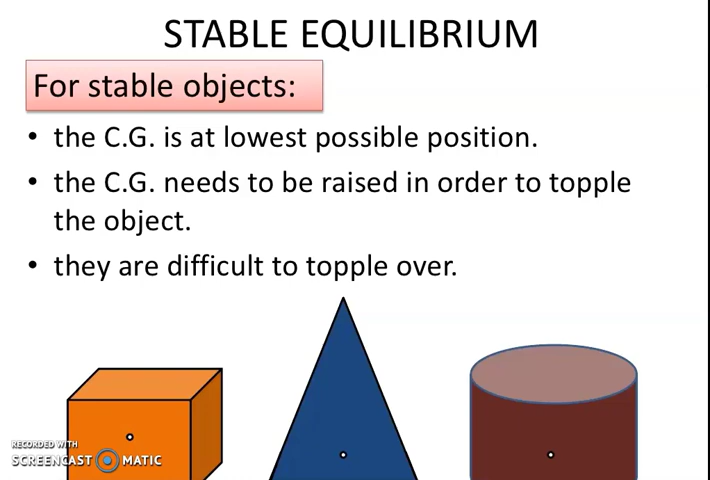 STABLE EQUILIBRIUM
For stable objects:
• the C.G. is at lowest possible position.
• the C.G. needs to be raised in order to topple
the object.
• they are difficult to topple over.
RECORDED WITH
SCREENCAST MATIC